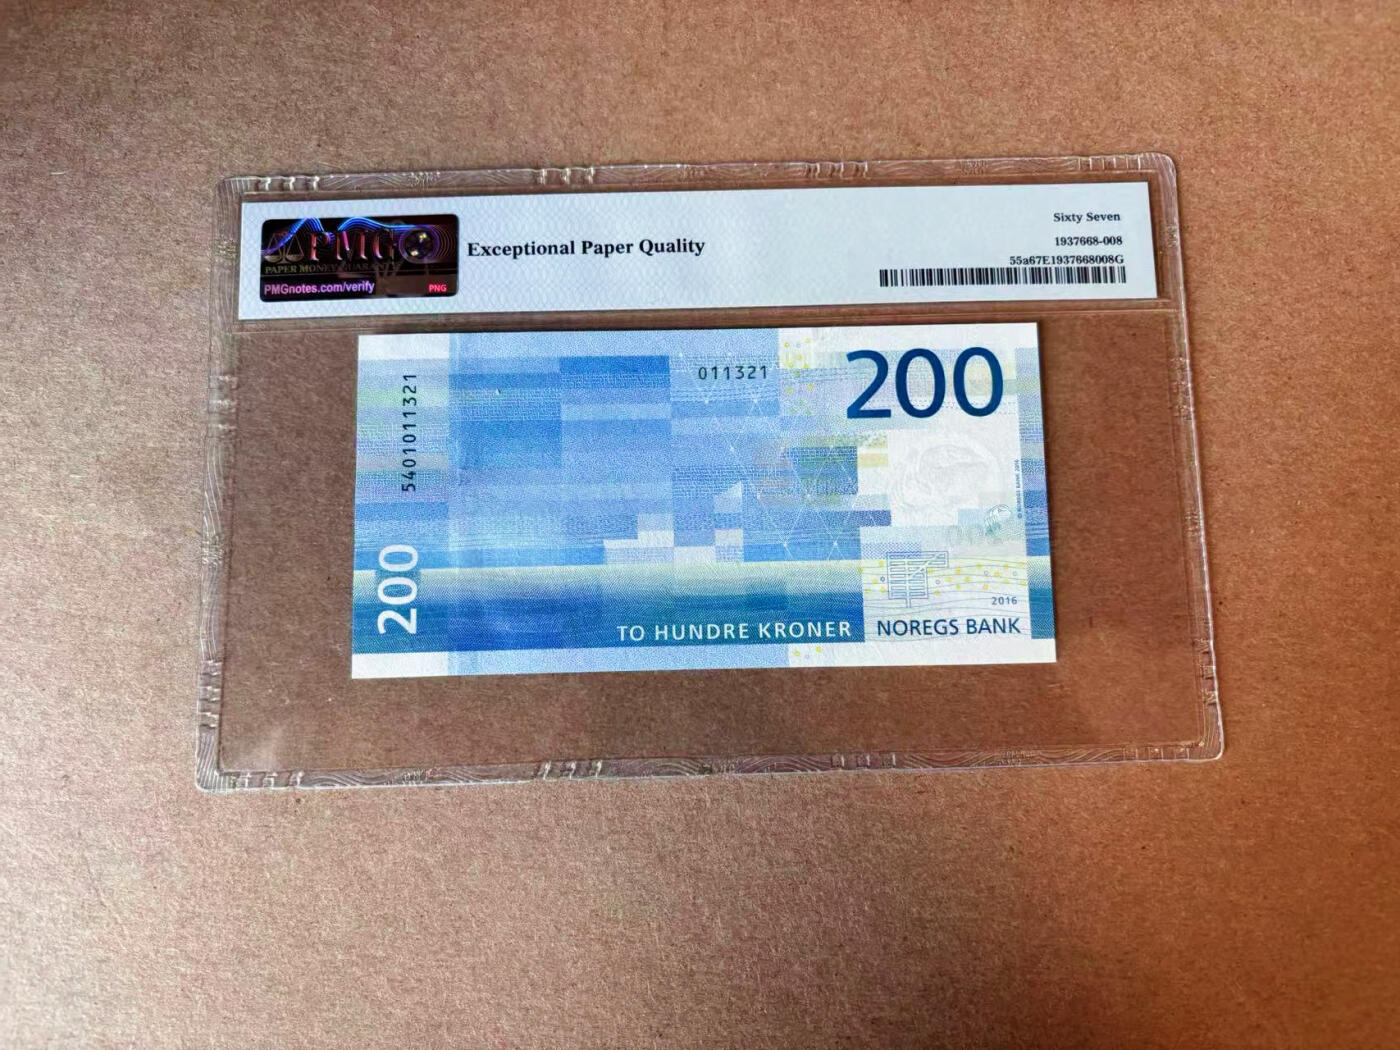 PMG
PAPER MONEY GUARANTY
PMGnotes.com/verify
PNG
Exceptional Paper Quality
Sixty Seven
1937668-008
55a67E1937668008G
5401011321
011321
200
200
2016
TO HUNDRE KRONER
NOREGS BANK